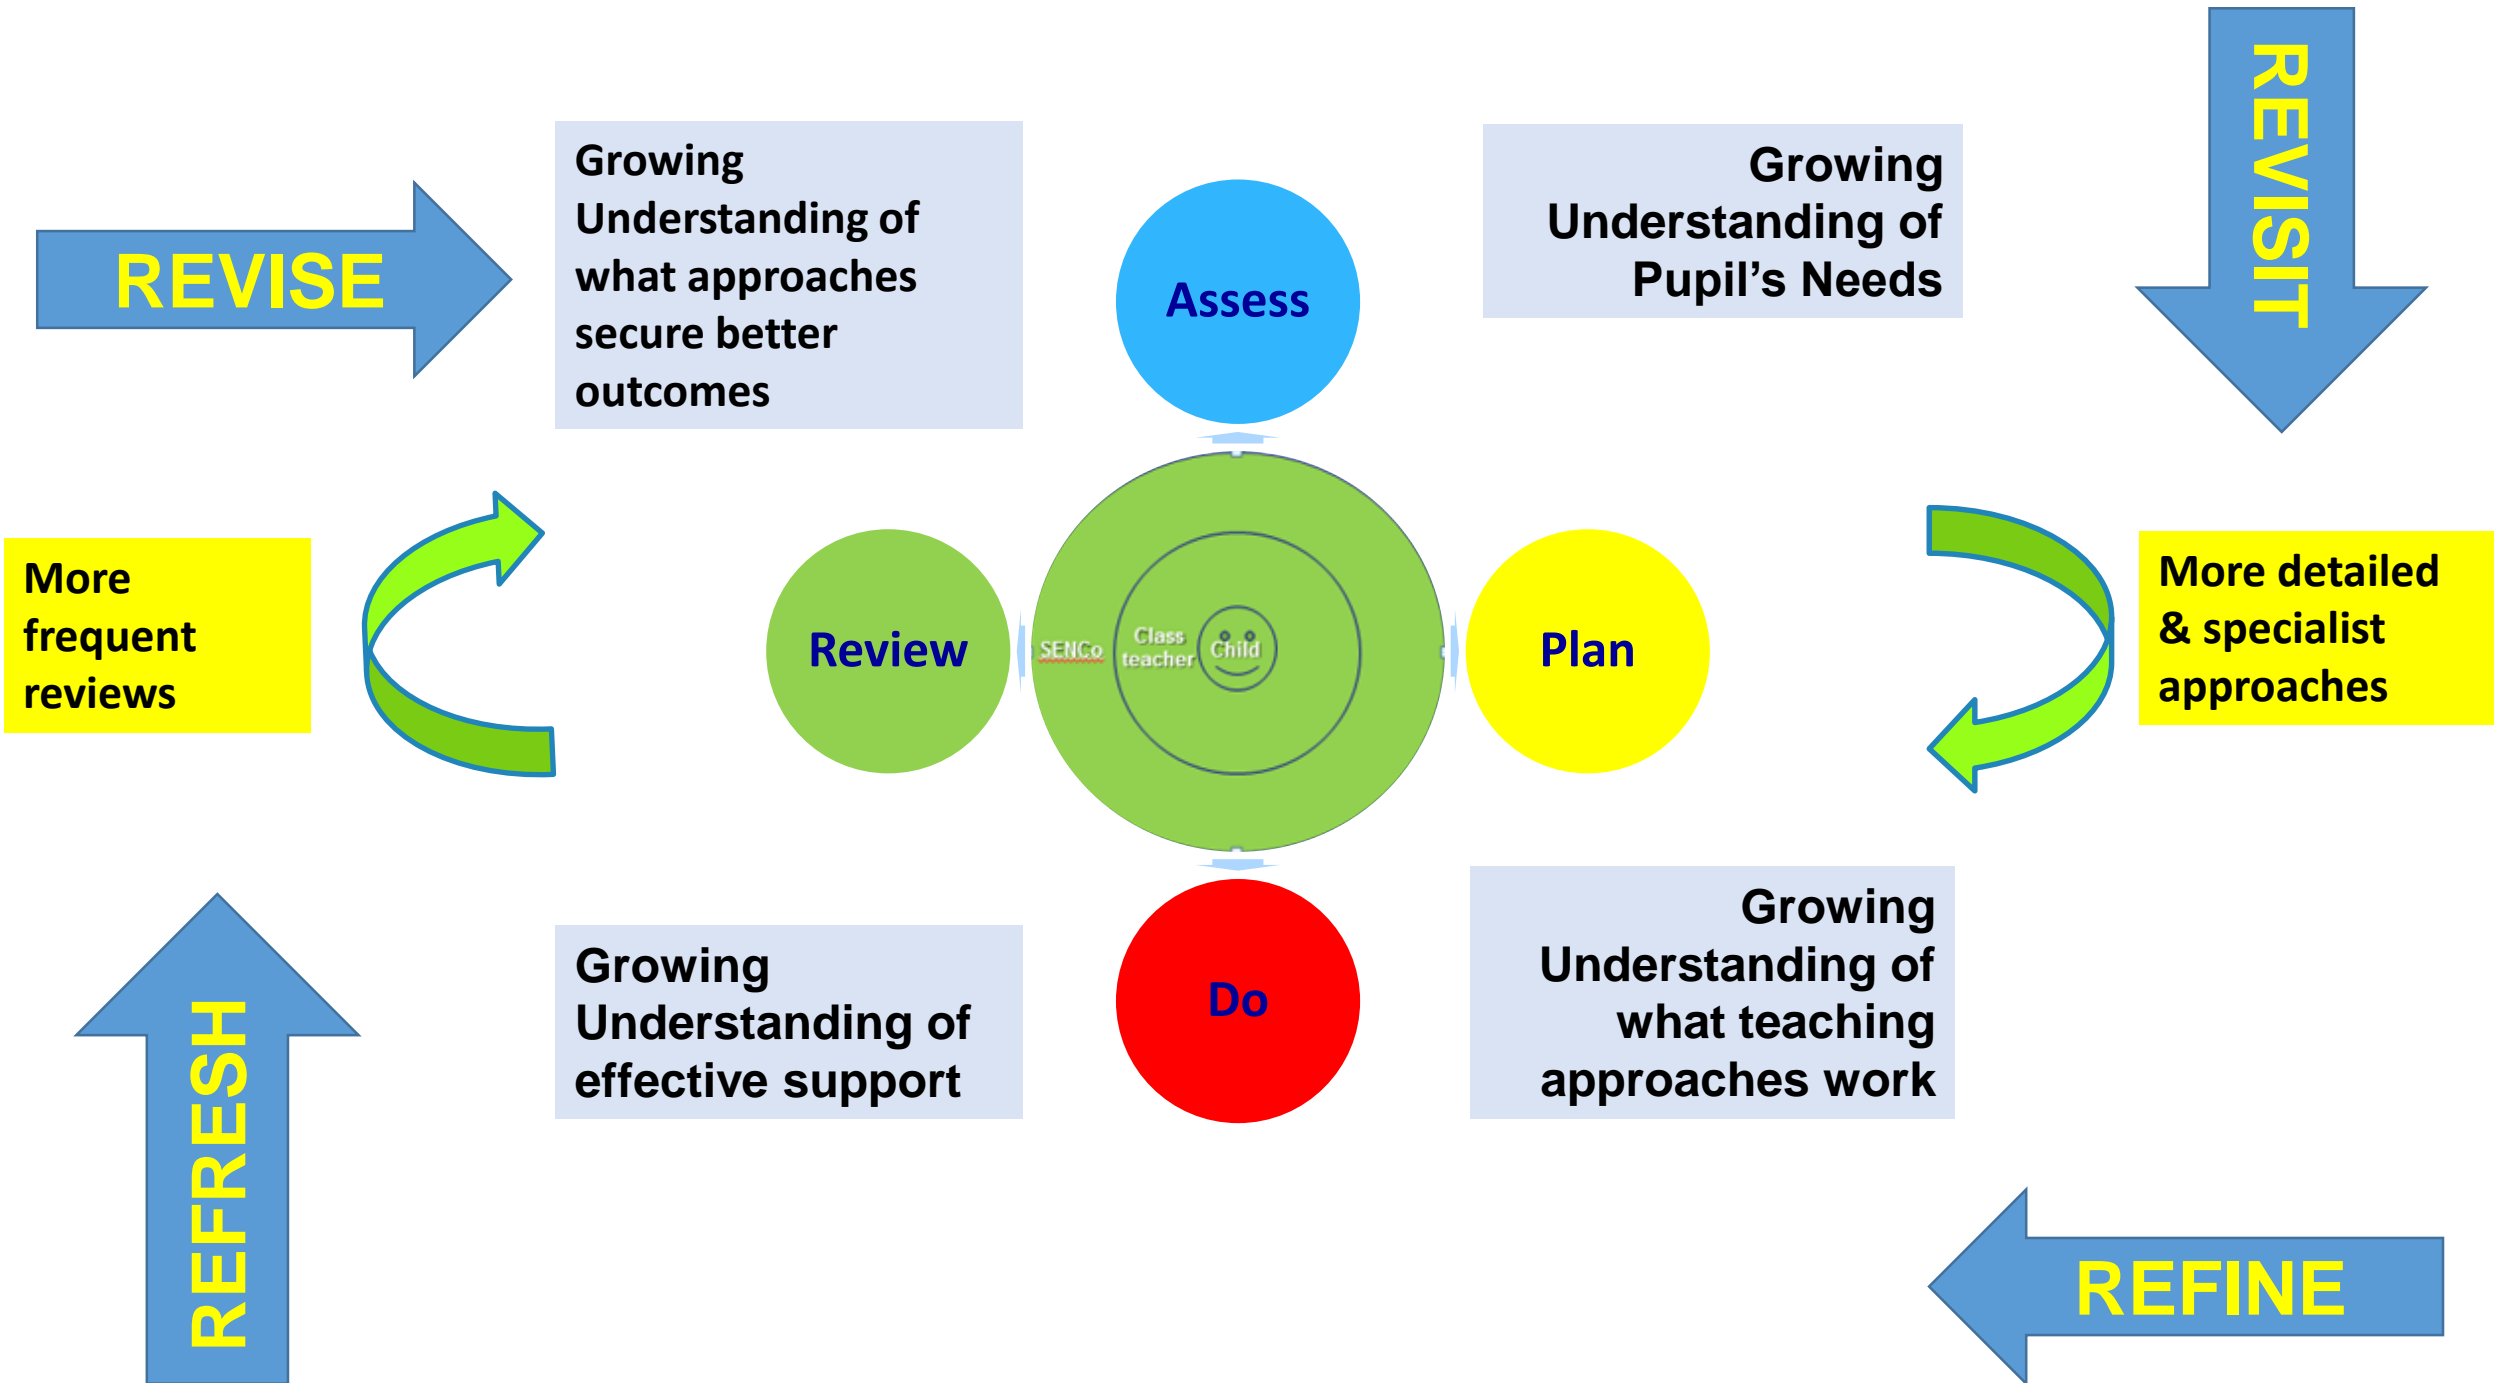 REVISE
Growing
Understanding of
what approaches
secure better
outcomes
Assess
Growing
Understanding of
Pupil’s Needs
REVISIT
More
frequent
reviews
Review
SENCo
Class
teacher
Child
Plan
More detailed
& specialist
approaches
REFRESH
Growing
Understanding of
effective support
Do
Growing
Understanding of
what teaching
approaches work
REFINE